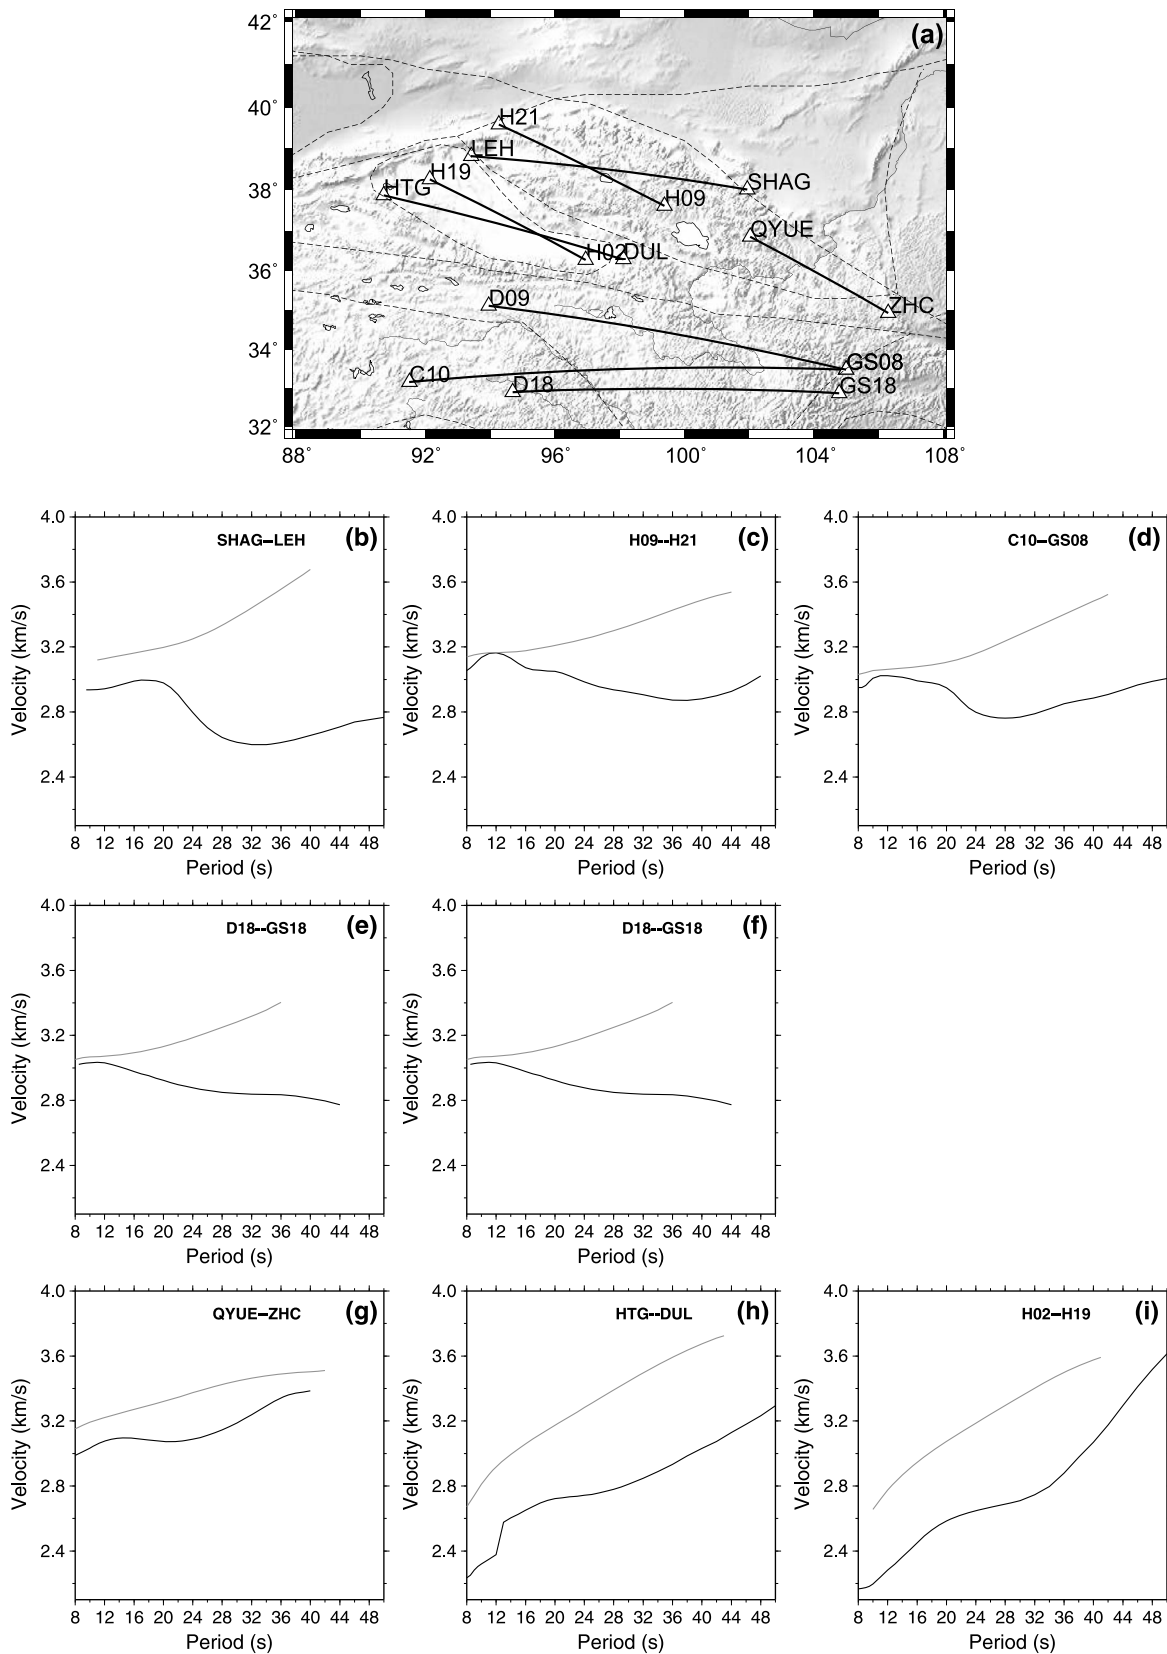 42˚
(a)
40˚
H21
LEH
H19
38˚
HTG
SHAG
H09
QYUE
36˚
H02
DUL
D09
ZHC
34˚
GS08
C10
D18
GS18
32˚
88˚ 92˚ 96˚ 100˚ 104˚ 108˚
4.0
SHAG–LEH (b)
3.6
3.2
2.8
2.4
Velocity (km/s)
8 12 16 20 24 28 32 36 40 44 48
Period (s)
4.0
H09--H21 (c)
3.6
3.2
2.8
2.4
Velocity (km/s)
8 12 16 20 24 28 32 36 40 44 48
Period (s)
4.0
C10–GS08 (d)
3.6
3.2
2.8
2.4
Velocity (km/s)
8 12 16 20 24 28 32 36 40 44 48
Period (s)
4.0
D18--GS18 (e)
3.6
3.2
2.8
2.4
Velocity (km/s)
8 12 16 20 24 28 32 36 40 44 48
Period (s)
4.0
D18--GS18 (f)
3.6
3.2
2.8
2.4
Velocity (km/s)
8 12 16 20 24 28 32 36 40 44 48
Period (s)
4.0
QYUE–ZHC (g)
3.6
3.2
2.8
2.4
Velocity (km/s)
8 12 16 20 24 28 32 36 40 44 48
Period (s)
4.0
HTG--DUL (h)
3.6
3.2
2.8
2.4
Velocity (km/s)
8 12 16 20 24 28 32 36 40 44 48
Period (s)
4.0
H02–H19 (i)
3.6
3.2
2.8
2.4
Velocity (km/s)
8 12 16 20 24 28 32 36 40 44 48
Period (s)